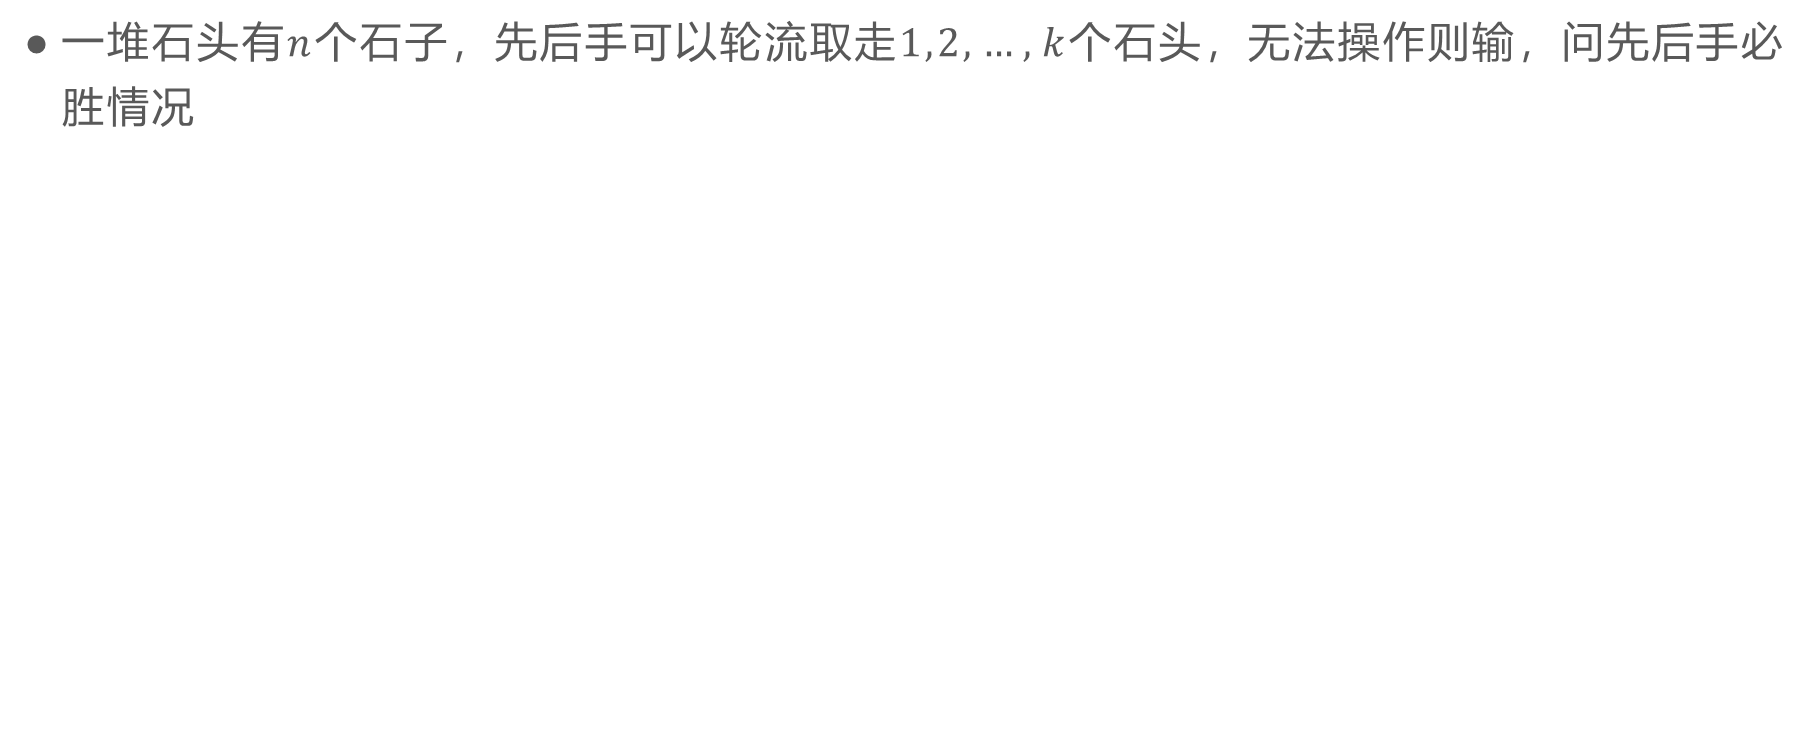 • 一堆石头有n个石子，先后手可以轮流取走1,2, … , k个石头，无法操作则输，问先后手必
胜情况